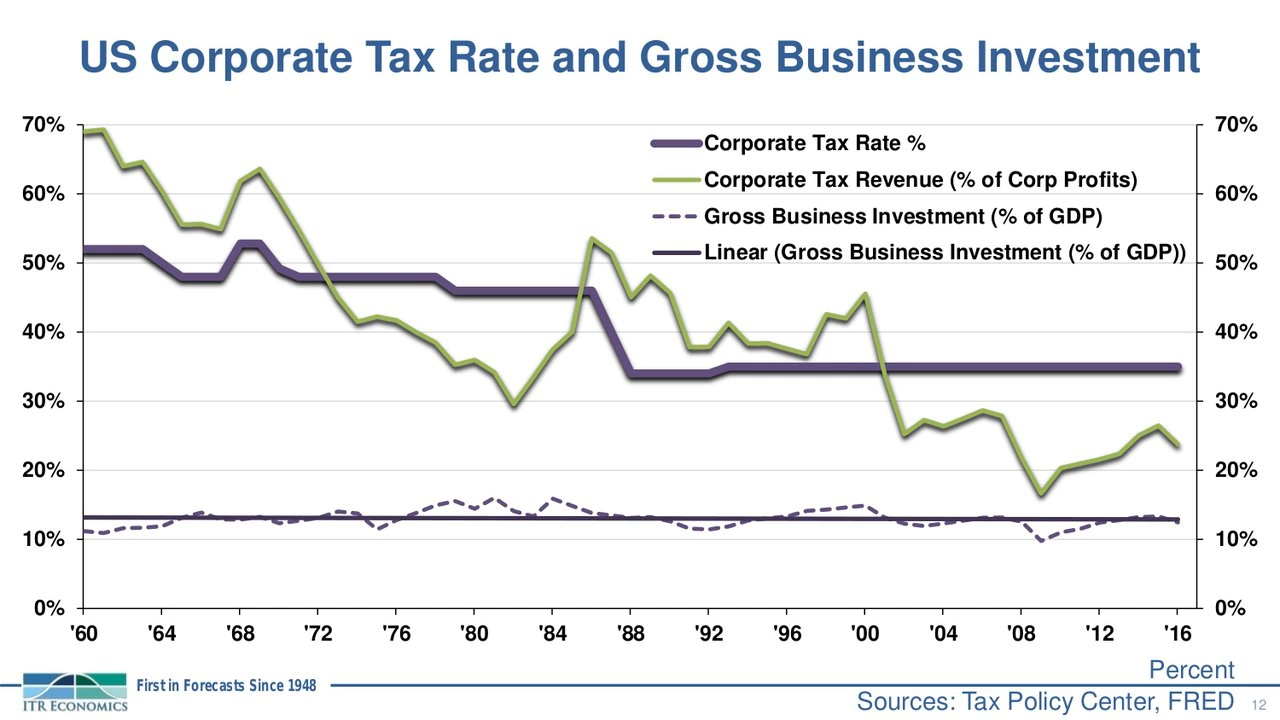 US Corporate Tax Rate and Gross Business Investment
70%
60%
50%
40%
30%
20%
10%
0%
Corporate Tax Rate %
Corporate Tax Revenue (% of Corp Profits)
Gross Business Investment (% of GDP)
Linear (Gross Business Investment (% of GDP))
70%
60%
50%
40%
30%
20%
10%
0%
'60 '64 '68 '72 '76 '80 '84 '88 '92 '96 '00 '04 '08 '12 '16
Percent
First in Forecasts Since 1948
ITR ECONOMICS
Sources: Tax Policy Center, FRED
12